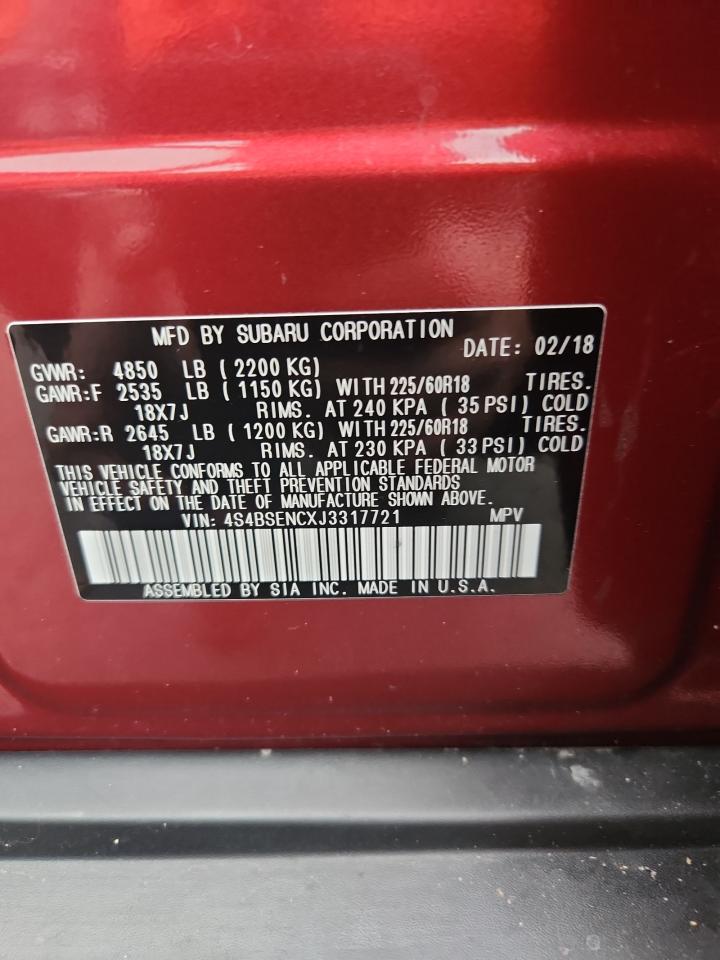 MFD BY SUBARU CORPORATION DATE: 02/18
GVWR: 4850 LB ( 2200 KG)
GAWR:F 2535 LB ( 1150 KG) WITH 225/60R18 TIRES.
18X7J RIMS. AT 240 KPA ( 35 PSI) COLD
GAWR:R 2645 LB ( 1200 KG) WITH 225/60R18 TIRES.
18X7J RIMS. AT 230 KPA ( 33 PSI) COLD
THIS VEHICLE CONFORMS TO ALL APPLICABLE FEDERAL MOTOR
VEHICLE SAFETY AND THEFT PREVENTION STANDARDS
IN EFFECT ON THE DATE OF MANUFACTURE SHOWN ABOVE.
VIN: 4S4BSENCXJ3317721 MPV
ASSEMBLED BY SIA INC. MADE IN U.S.A.